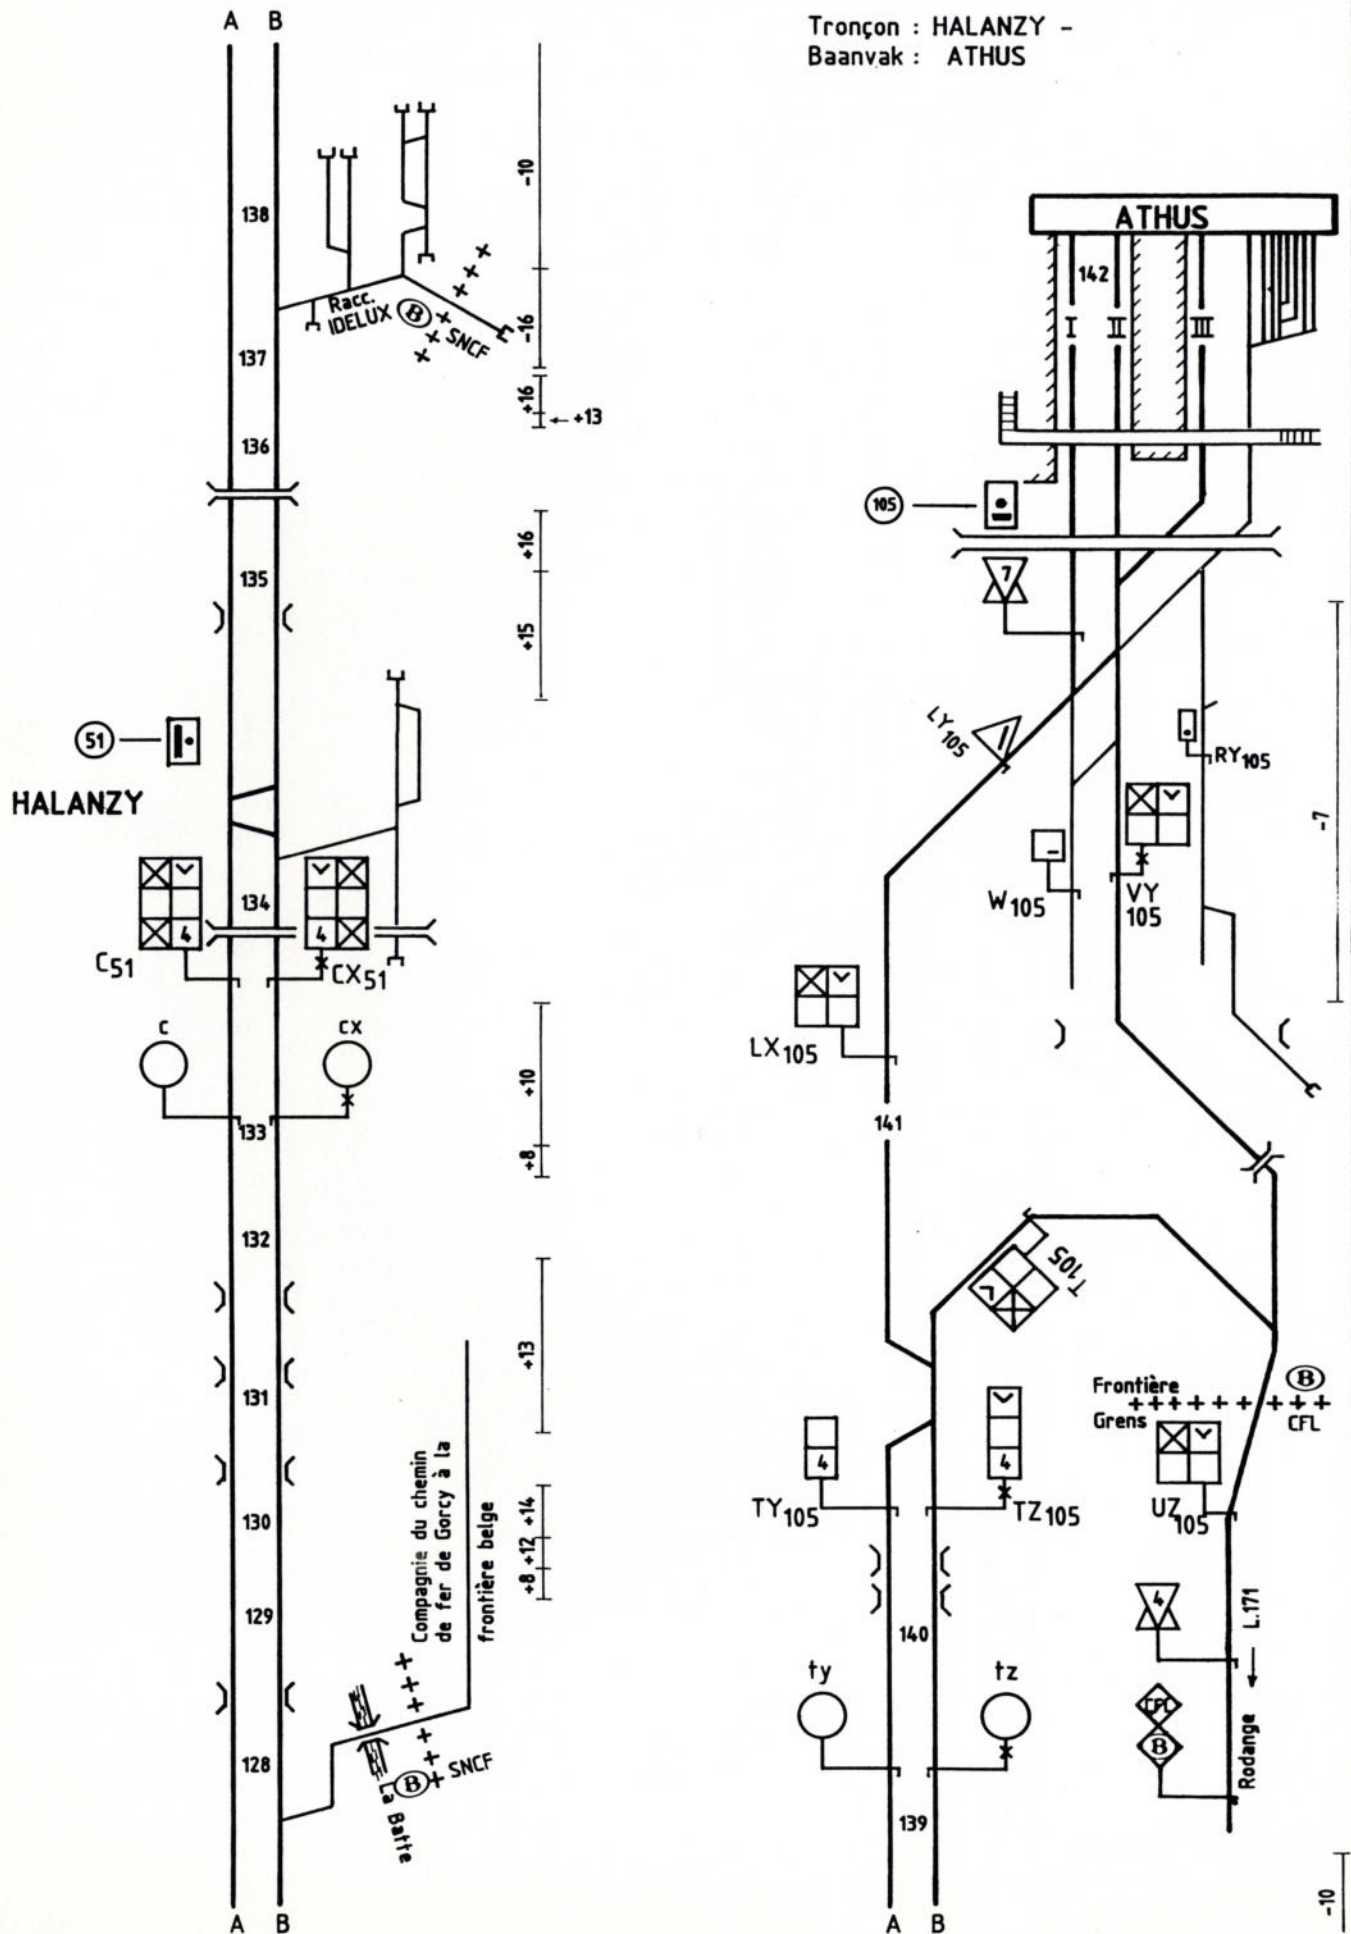 A B
Tronçon : HALANZY -
Baanvak : ATHUS
-10
138
Racc.
IDELUX
B
SNCF
-16
137
+16
+13
136
+16
135
+15
51
HALANZY
134
4
4
C51
CX51
c
cx
+10
133
+8
132
+13
131
130
+14
+12
+8
129
Compagnie du chemin
de fer de Gorcy à la
frontière belge
128
B
SNCF
La Batte
A B
ATHUS
142
I II III
105
7
LY105
RY105
-7
W105
VY
105
LX105
141
T105
Frontière
Grens
B
CFL
4
4
TY105
TZ105
UZ
105
140
4
L.171
ty
tz
CFL
B
Rodange
139
-10
A B